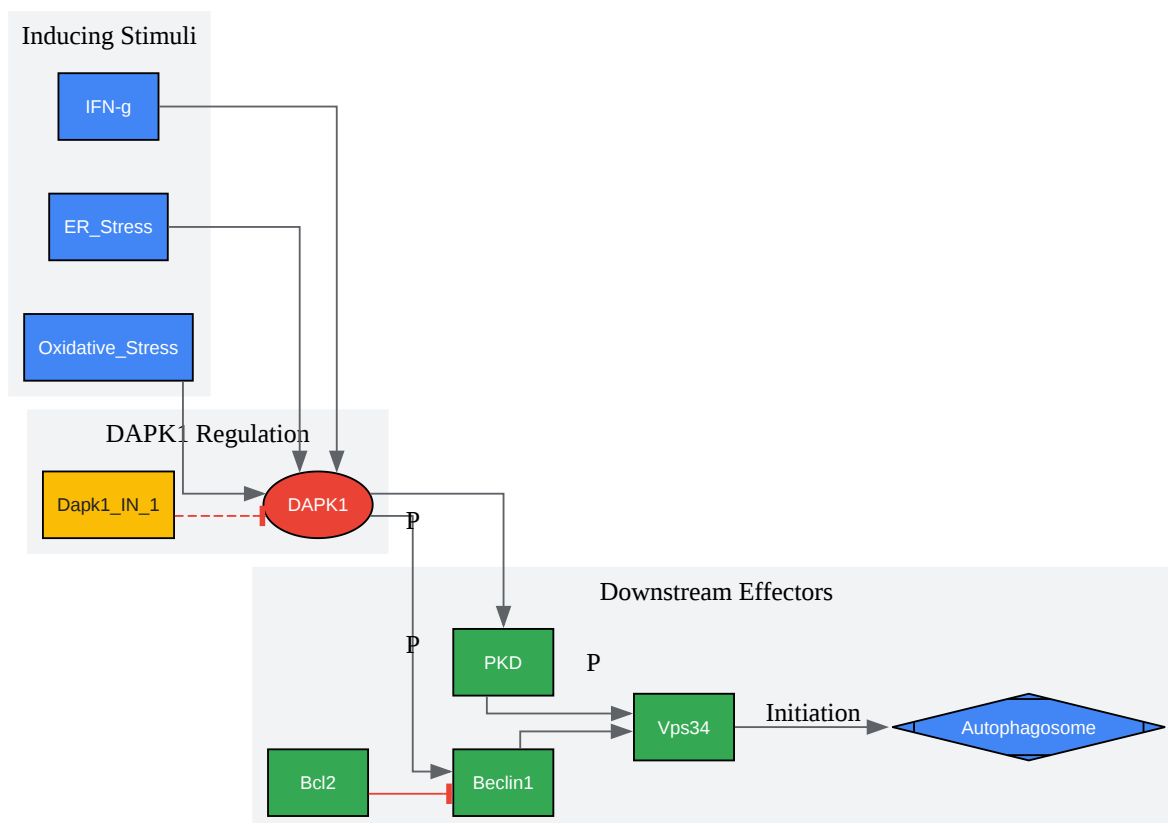 Inducing Stimuli
IFN-g
ER_Stress
Oxidative_Stress
DAPK1 Regulation
Dapk1_IN_1
DAPK1
P
Downstream Effectors
P
PKD
P
Vps34
Initiation
Autophagosome
Bcl2
Beclin1